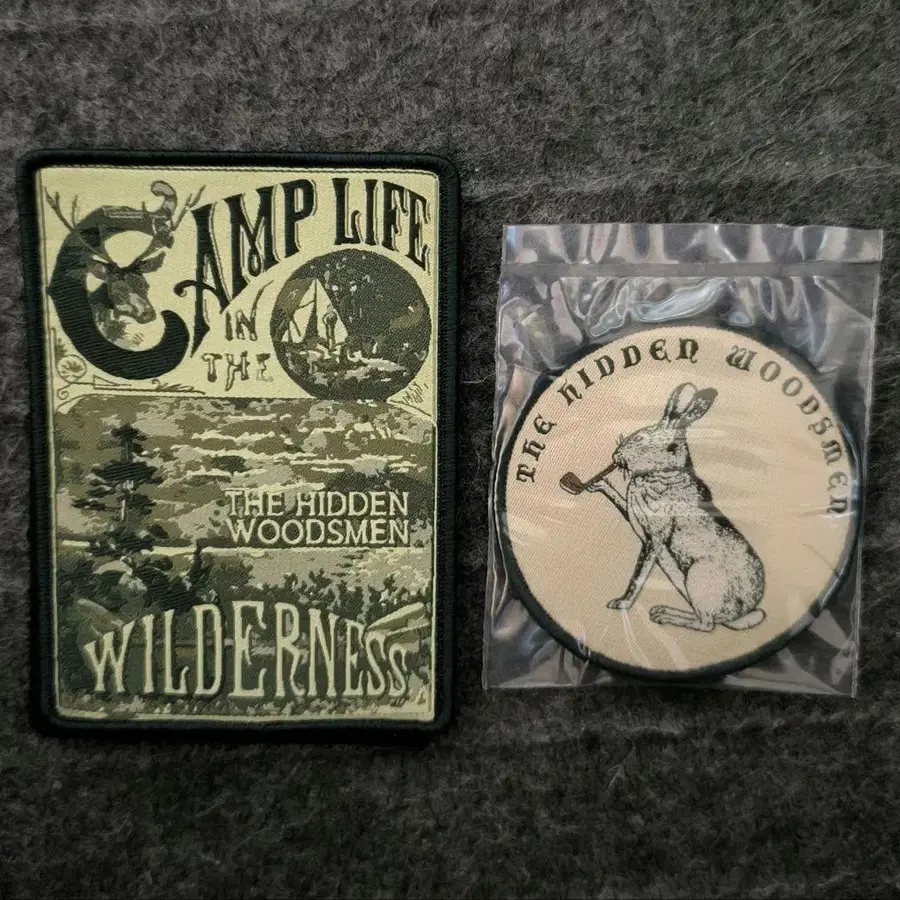 CAMP LIFE
IN
THE
THE HIDDEN
WOODSMEN
WILDERNESS
THE HIDDEN WOODSMEN